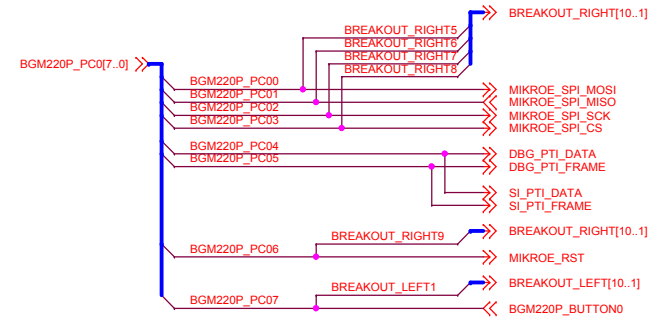 BREAKOUT_RIGHT[10..1]
BREAKOUT_RIGHT5
BREAKOUT_RIGHT6
BREAKOUT_RIGHT7
BREAKOUT_RIGHT8
BGM220P_PC0[7..0]
BGM220P_PC00 MIKROE_SPI_MOSI
BGM220P_PC01 MIKROE_SPI_MISO
BGM220P_PC02 MIKROE_SPI_SCK
BGM220P_PC03 MIKROE_SPI_CS
BGM220P_PC04 DBG_PTI_DATA
BGM220P_PC05 DBG_PTI_FRAME
SI_PTI_DATA
SI_PTI_FRAME
BREAKOUT_RIGHT9 BREAKOUT_RIGHT[10..1]
BGM220P_PC06 MIKROE_RST
BREAKOUT_LEFT1 BREAKOUT_LEFT[10..1]
BGM220P_PC07 BGM220P_BUTTON0